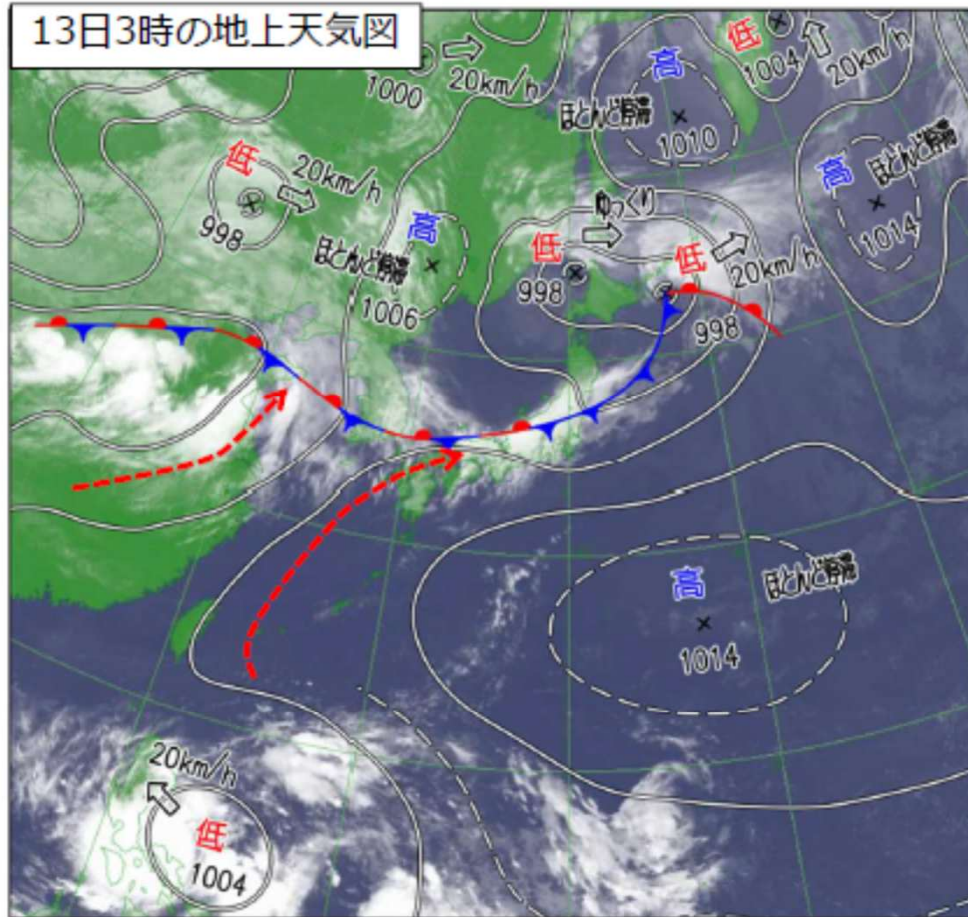 13日3時の地上天気図
1000
20km/h
低
1004
20km/h
高
ほとんど停滞
1010
低
20km/h
998
高
ほとんど停滞
1006
低
ゆっくり
998
低
20km/h
998
高
ほとんど停滞
1014
高
ほとんど停滞
1014
20km/h
低
1004